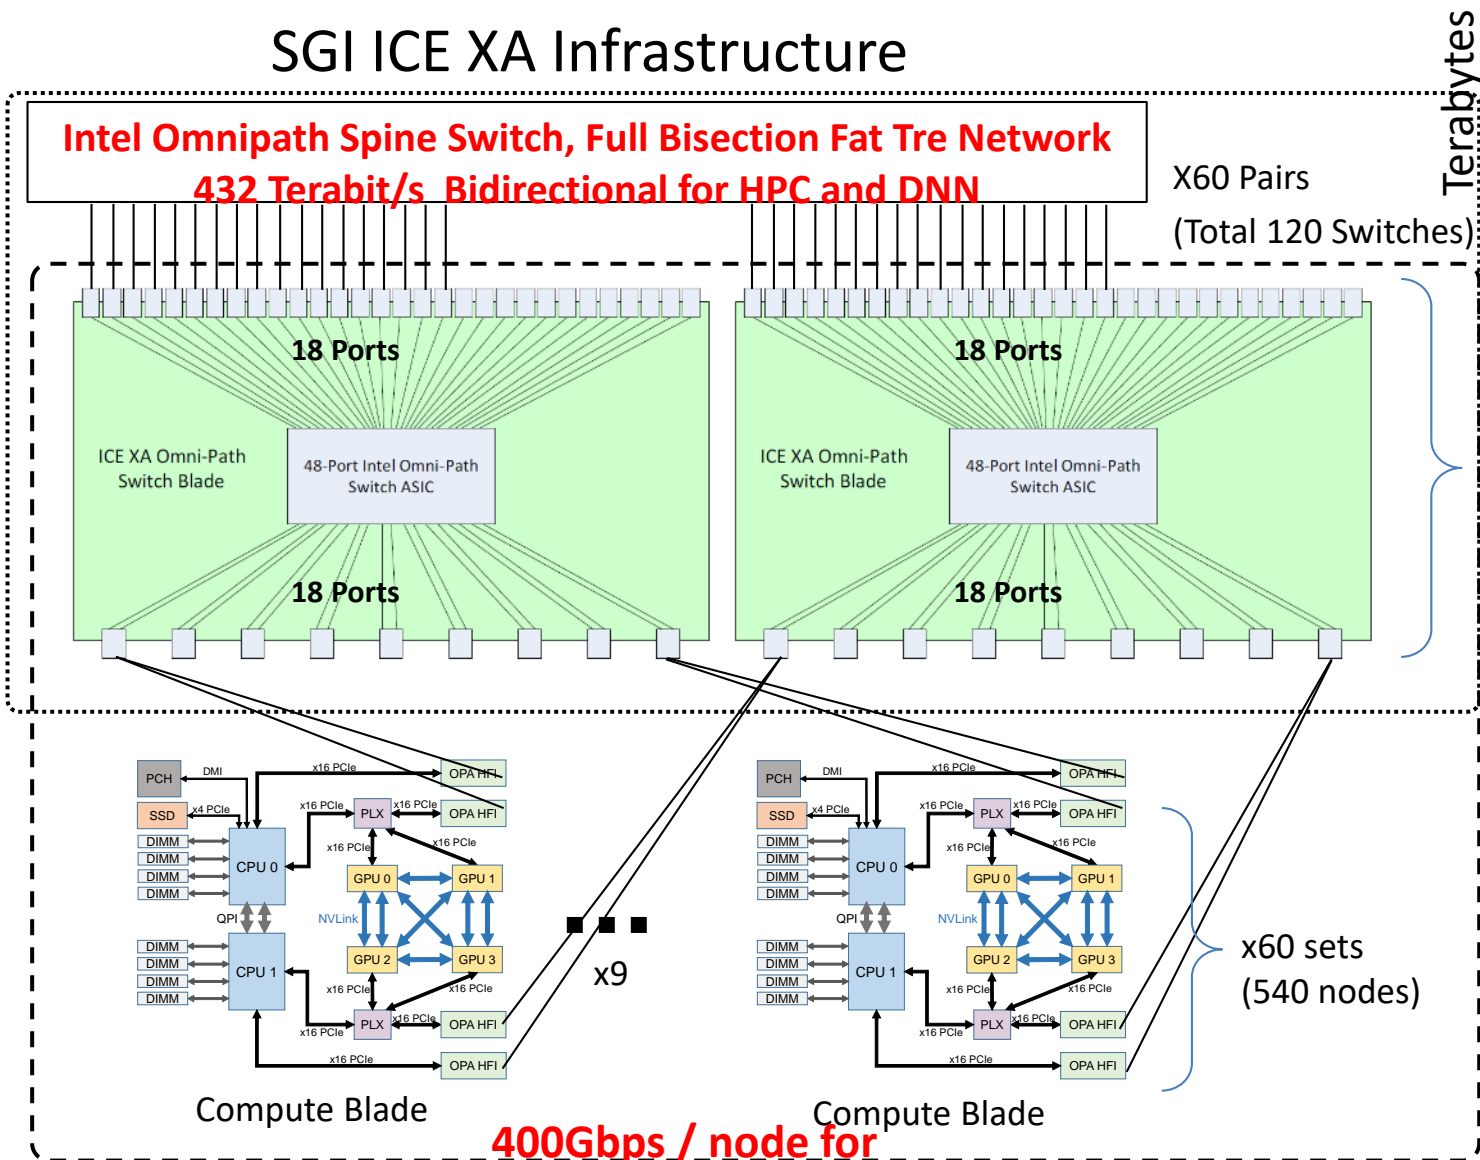 SGI ICE XA Infrastructure
Terabytes
Intel Omnipath Spine Switch, Full Bisection Fat Tre Network
432 Terabit/s Bidirectional for HPC and DNN
X60 Pairs
(Total 120 Switches)
18 Ports
18 Ports
ICE XA Omni-Path
Switch Blade
48-Port Intel Omni-Path
Switch ASIC
ICE XA Omni-Path
Switch Blade
48-Port Intel Omni-Path
Switch ASIC
18 Ports
18 Ports
PCH
DMI
x16 PCIe
OPA HFI
SSD
x4 PCIe
x16 PCIe
PLX
x16 PCIe
OPA HFI
DIMM
DIMM
DIMM
DIMM
CPU 0
x16 PCIe
x16 PCIe
GPU 0
GPU 1
QPI
NVLink
DIMM
DIMM
DIMM
DIMM
CPU 1
GPU 2
GPU 3
x16 PCIe
x16 PCIe
x16 PCIe
PLX
x16 PCIe
OPA HFI
x16 PCIe
OPA HFI
Compute Blade
x9
PCH
DMI
x16 PCIe
OPA HFI
SSD
x4 PCIe
x16 PCIe
PLX
x16 PCIe
OPA HFI
DIMM
DIMM
DIMM
DIMM
CPU 0
x16 PCIe
x16 PCIe
GPU 0
GPU 1
QPI
NVLink
DIMM
DIMM
DIMM
DIMM
CPU 1
GPU 2
GPU 3
x16 PCIe
x16 PCIe
x16 PCIe
PLX
x16 PCIe
OPA HFI
x16 PCIe
OPA HFI
Compute Blade
x60 sets
(540 nodes)
400Gbps / node for